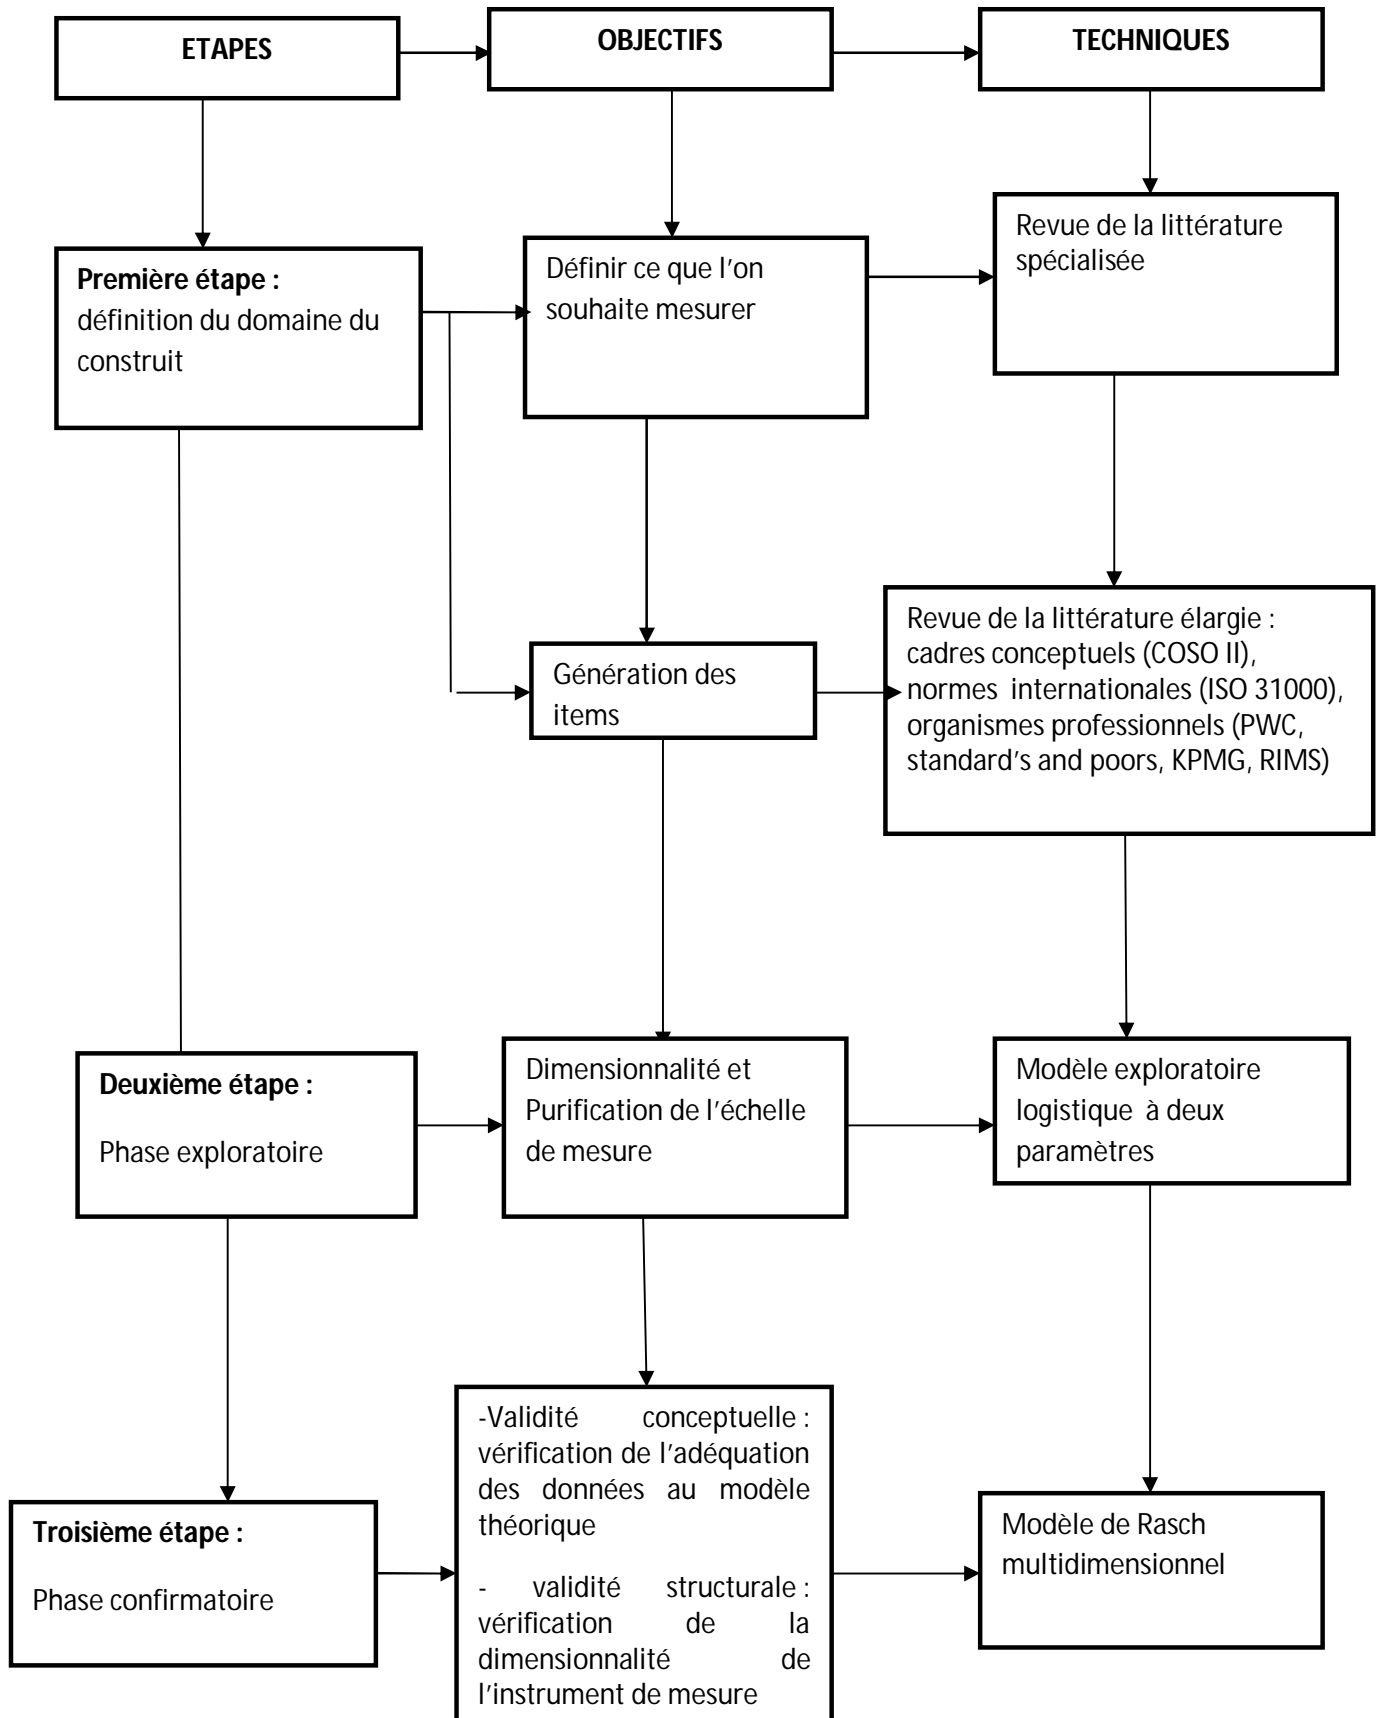 ETAPES
OBJECTIFS
TECHNIQUES
Première étape :
définition du domaine du
construit
Définir ce que l'on
souhaite mesurer
Revue de la littérature
spécialisée
Génération des
items
Revue de la littérature élargie :
cadres conceptuels (COSO II),
normes internationales (ISO 31000),
organismes professionnels (PWC,
standard's and poors, KPMG, RIMS)
Deuxième étape :
Phase exploratoire
Dimensionnalité et
Purification de l'échelle
de mesure
Modèle exploratoire
logistique à deux
paramètres
Troisième étape :
Phase confirmatoire
-Validité conceptuelle :
vérification de l'adéquation
des données au modèle
théorique
- validité structurale :
vérification de la
dimensionnalité de
l'instrument de mesure
Modèle de Rasch
multidimensionnel